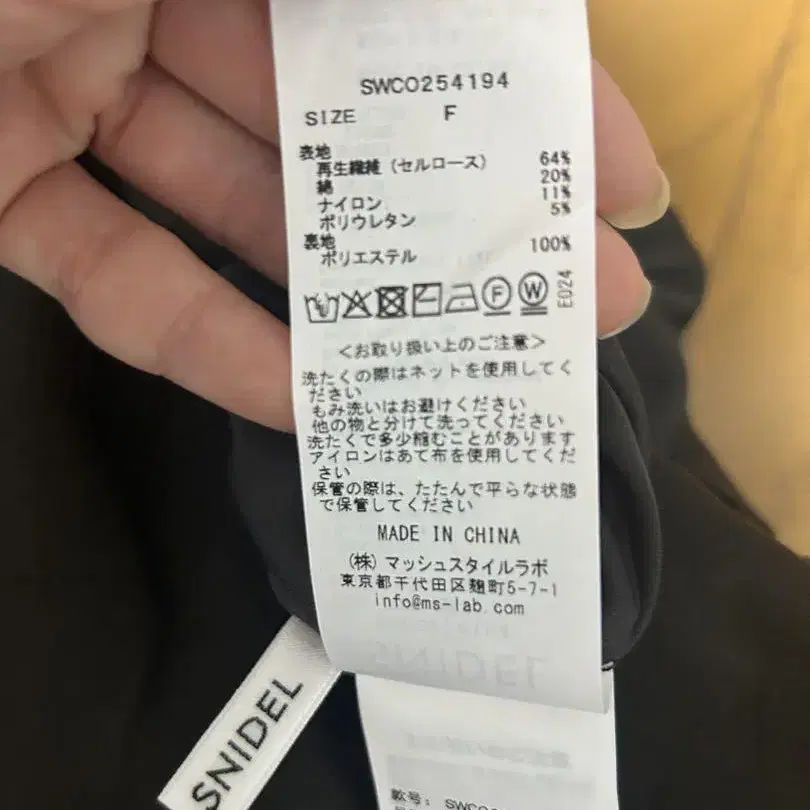 SWCO254194
SIZE F
表地
再生繊維（セルロース） 64%
綿 20%
ナイロン 11%
ポリウレタン 5%
裏地
ポリエステル 100%
F W
E024
＜お取り扱い上のご注意＞
洗たくの際はネットを使用してく
ださい
もみ洗いはお避けください
他の物と分けて洗ってください
洗たくで多少縮むことがあります
アイロンはあて布を使用してくだ
さい
保管の際は、たたんで平らな状態
で保管してください
MADE IN CHINA
(株) マッシュスタイルラボ
東京都千代田区麹町5-7-1
info@ms-lab.com
SNIDEL
款号: SWCO